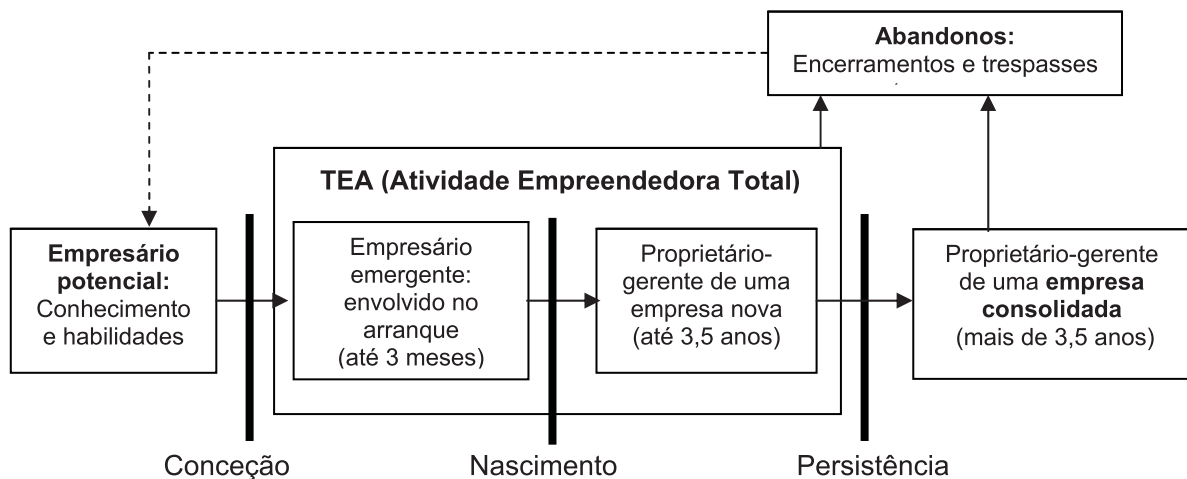 Abandonos:
Encerramentos e trespasses
TEA (Atividade Empreendedora Total)
Empresário
potencial:
Conhecimento
e habilidades
Empresário
emergente:
envolvido no
arranque
(até 3 meses)
Proprietário-
gerente de uma
empresa nova
(até 3,5 anos)
Proprietário-gerente
de uma empresa
consolidada
(mais de 3,5 anos)
Conceção
Nascimento
Persistência